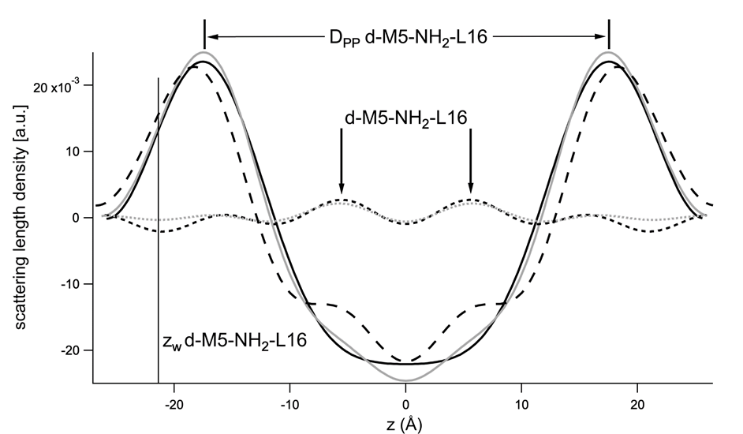 D_PP d-M5-NH₂-L16
d-M5-NH₂-L16
z_w d-M5-NH₂-L16
scattering length density [a.u.]
20 x10⁻³
10
0
-10
-20
-20 -10 0 10 20
z (Å)